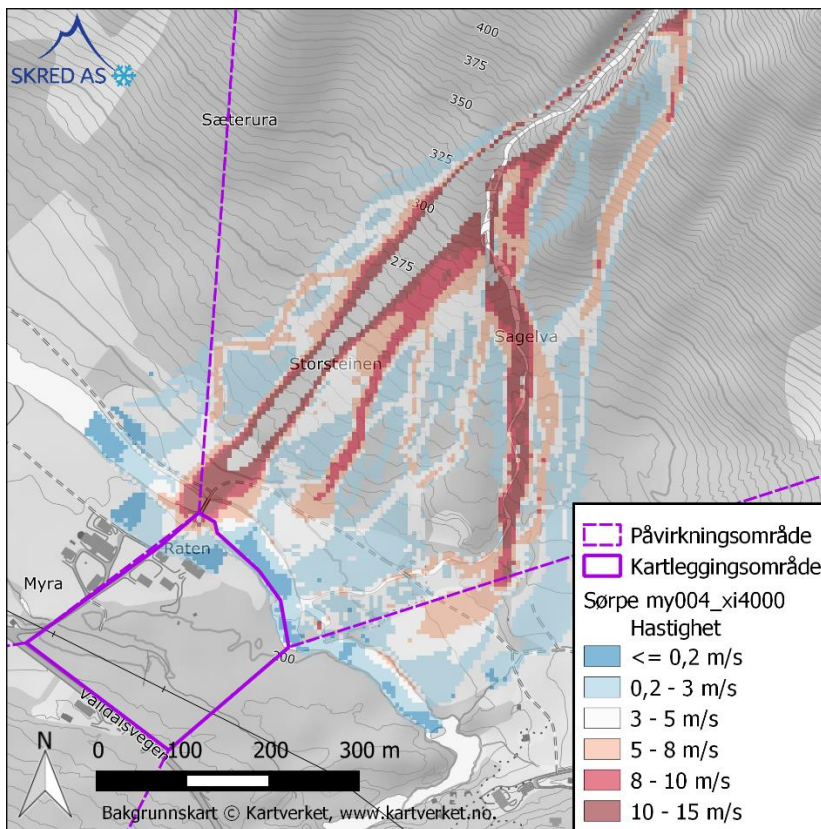 SKRED AS
400
375
350
Sæterura
325
300
275
Sagelva
Storsteinen
Raten
Myra
200
Valldalsvegen
N
0 100 200 300 m
Bakgrunnskart © Kartverket, www.kartverket.no.
Påvirkningsområde
Kartleggingsområde
Sørpe my004_xi4000
Hastighet
<= 0,2 m/s
0,2 - 3 m/s
3 - 5 m/s
5 - 8 m/s
8 - 10 m/s
10 - 15 m/s